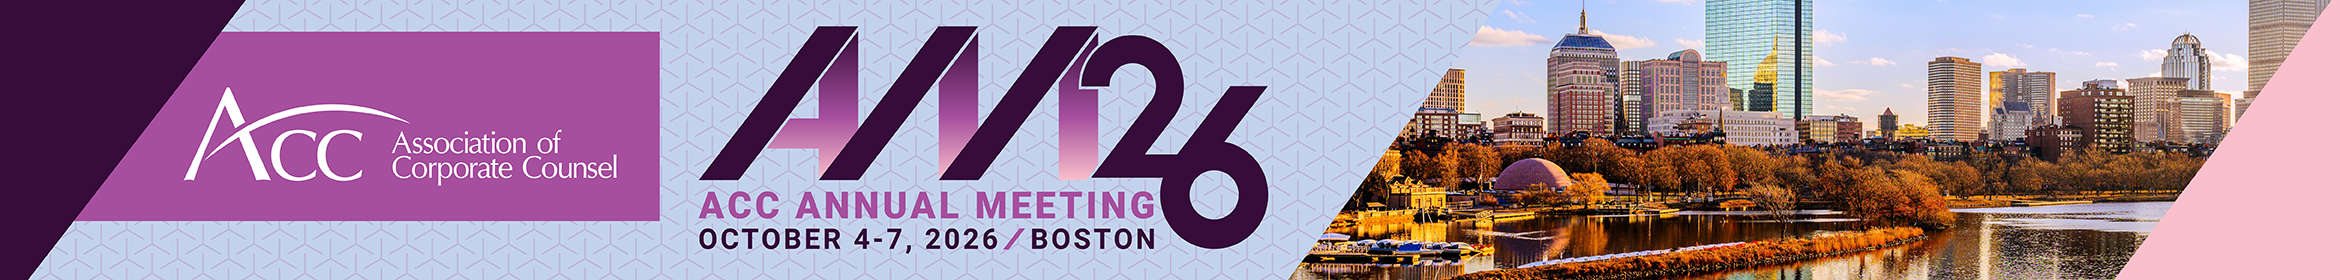 ACC
Association of
Corporate Counsel
AM26
ACC ANNUAL MEETING
OCTOBER 4-7, 2026 / BOSTON